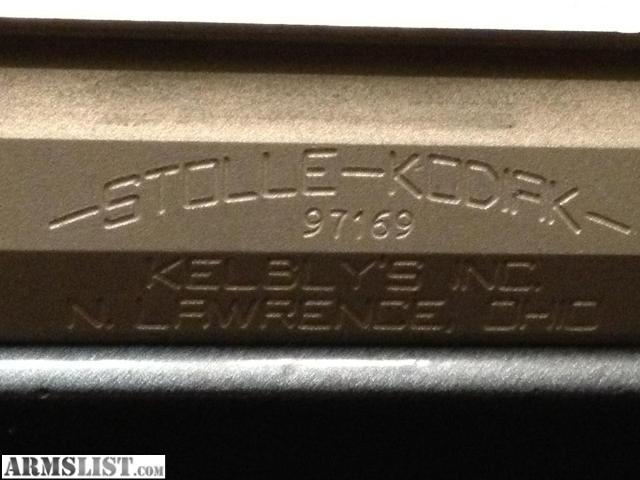 -STOLLE-KODIAK-
97169
KELBLY'S INC.
N. LAWRENCE, OHIO
ARMSLIST.COM